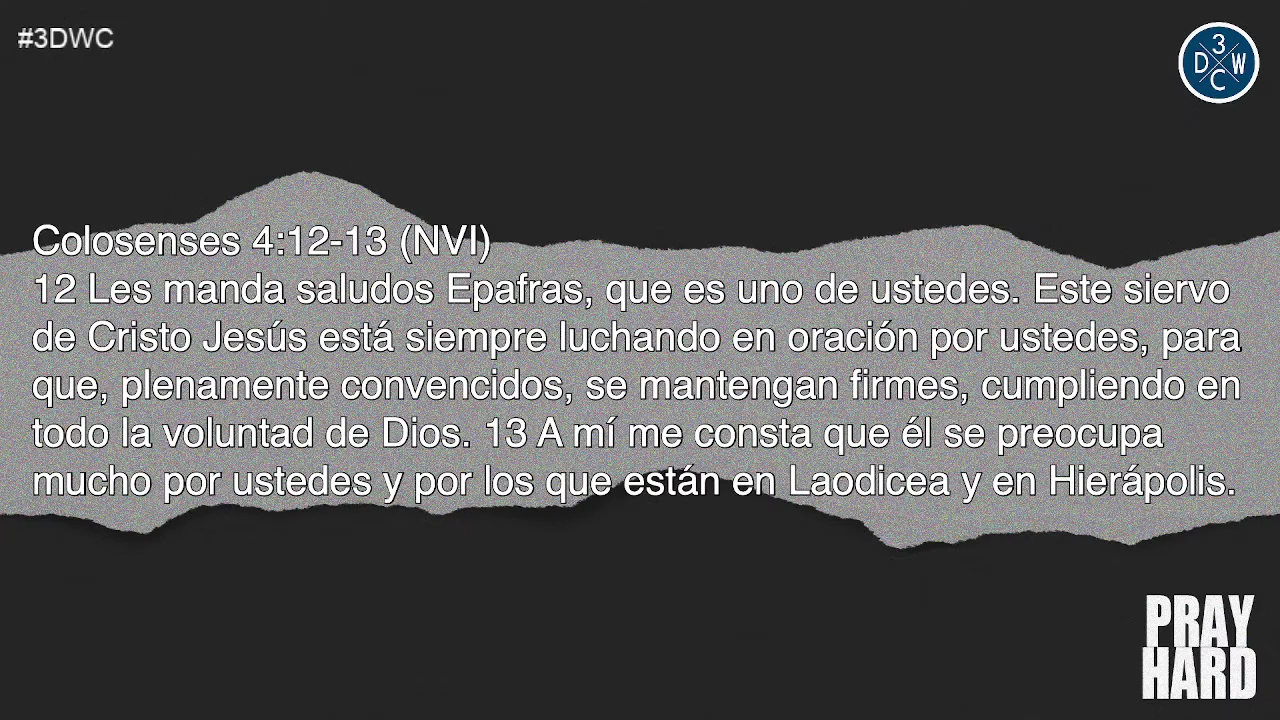 #3DWC
3
D W
C
Colosenses 4:12-13 (NVI)
12 Les manda saludos Epafras, que es uno de ustedes. Este siervo
de Cristo Jesús está siempre luchando en oración por ustedes, para
que, plenamente convencidos, se mantengan firmes, cumpliendo en
todo la voluntad de Dios. 13 A mí me consta que él se preocupa
mucho por ustedes y por los que están en Laodicea y en Hierápolis.
PRAY
HARD